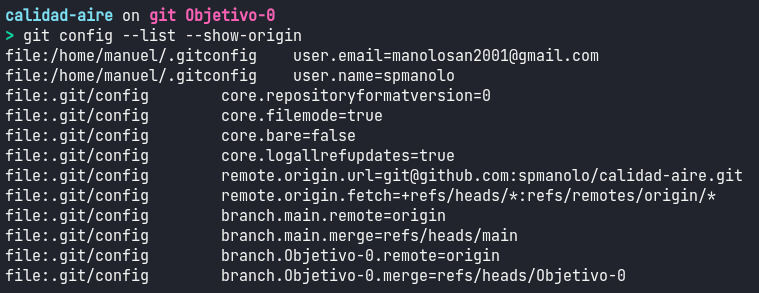 calidad-aire on git Objetivo-0
> git config --list --show-origin
file:/home/manuel/.gitconfig    user.email=manolosan2001@gmail.com
file:/home/manuel/.gitconfig    user.name=spmanolo
file:.git/config        core.repositoryformatversion=0
file:.git/config        core.filemode=true
file:.git/config        core.bare=false
file:.git/config        core.logallrefupdates=true
file:.git/config        remote.origin.url=git@github.com:spmanolo/calidad-aire.git
file:.git/config        remote.origin.fetch=+refs/heads/*:refs/remotes/origin/*
file:.git/config        branch.main.remote=origin
file:.git/config        branch.main.merge=refs/heads/main
file:.git/config        branch.Objetivo-0.remote=origin
file:.git/config        branch.Objetivo-0.merge=refs/heads/Objetivo-0